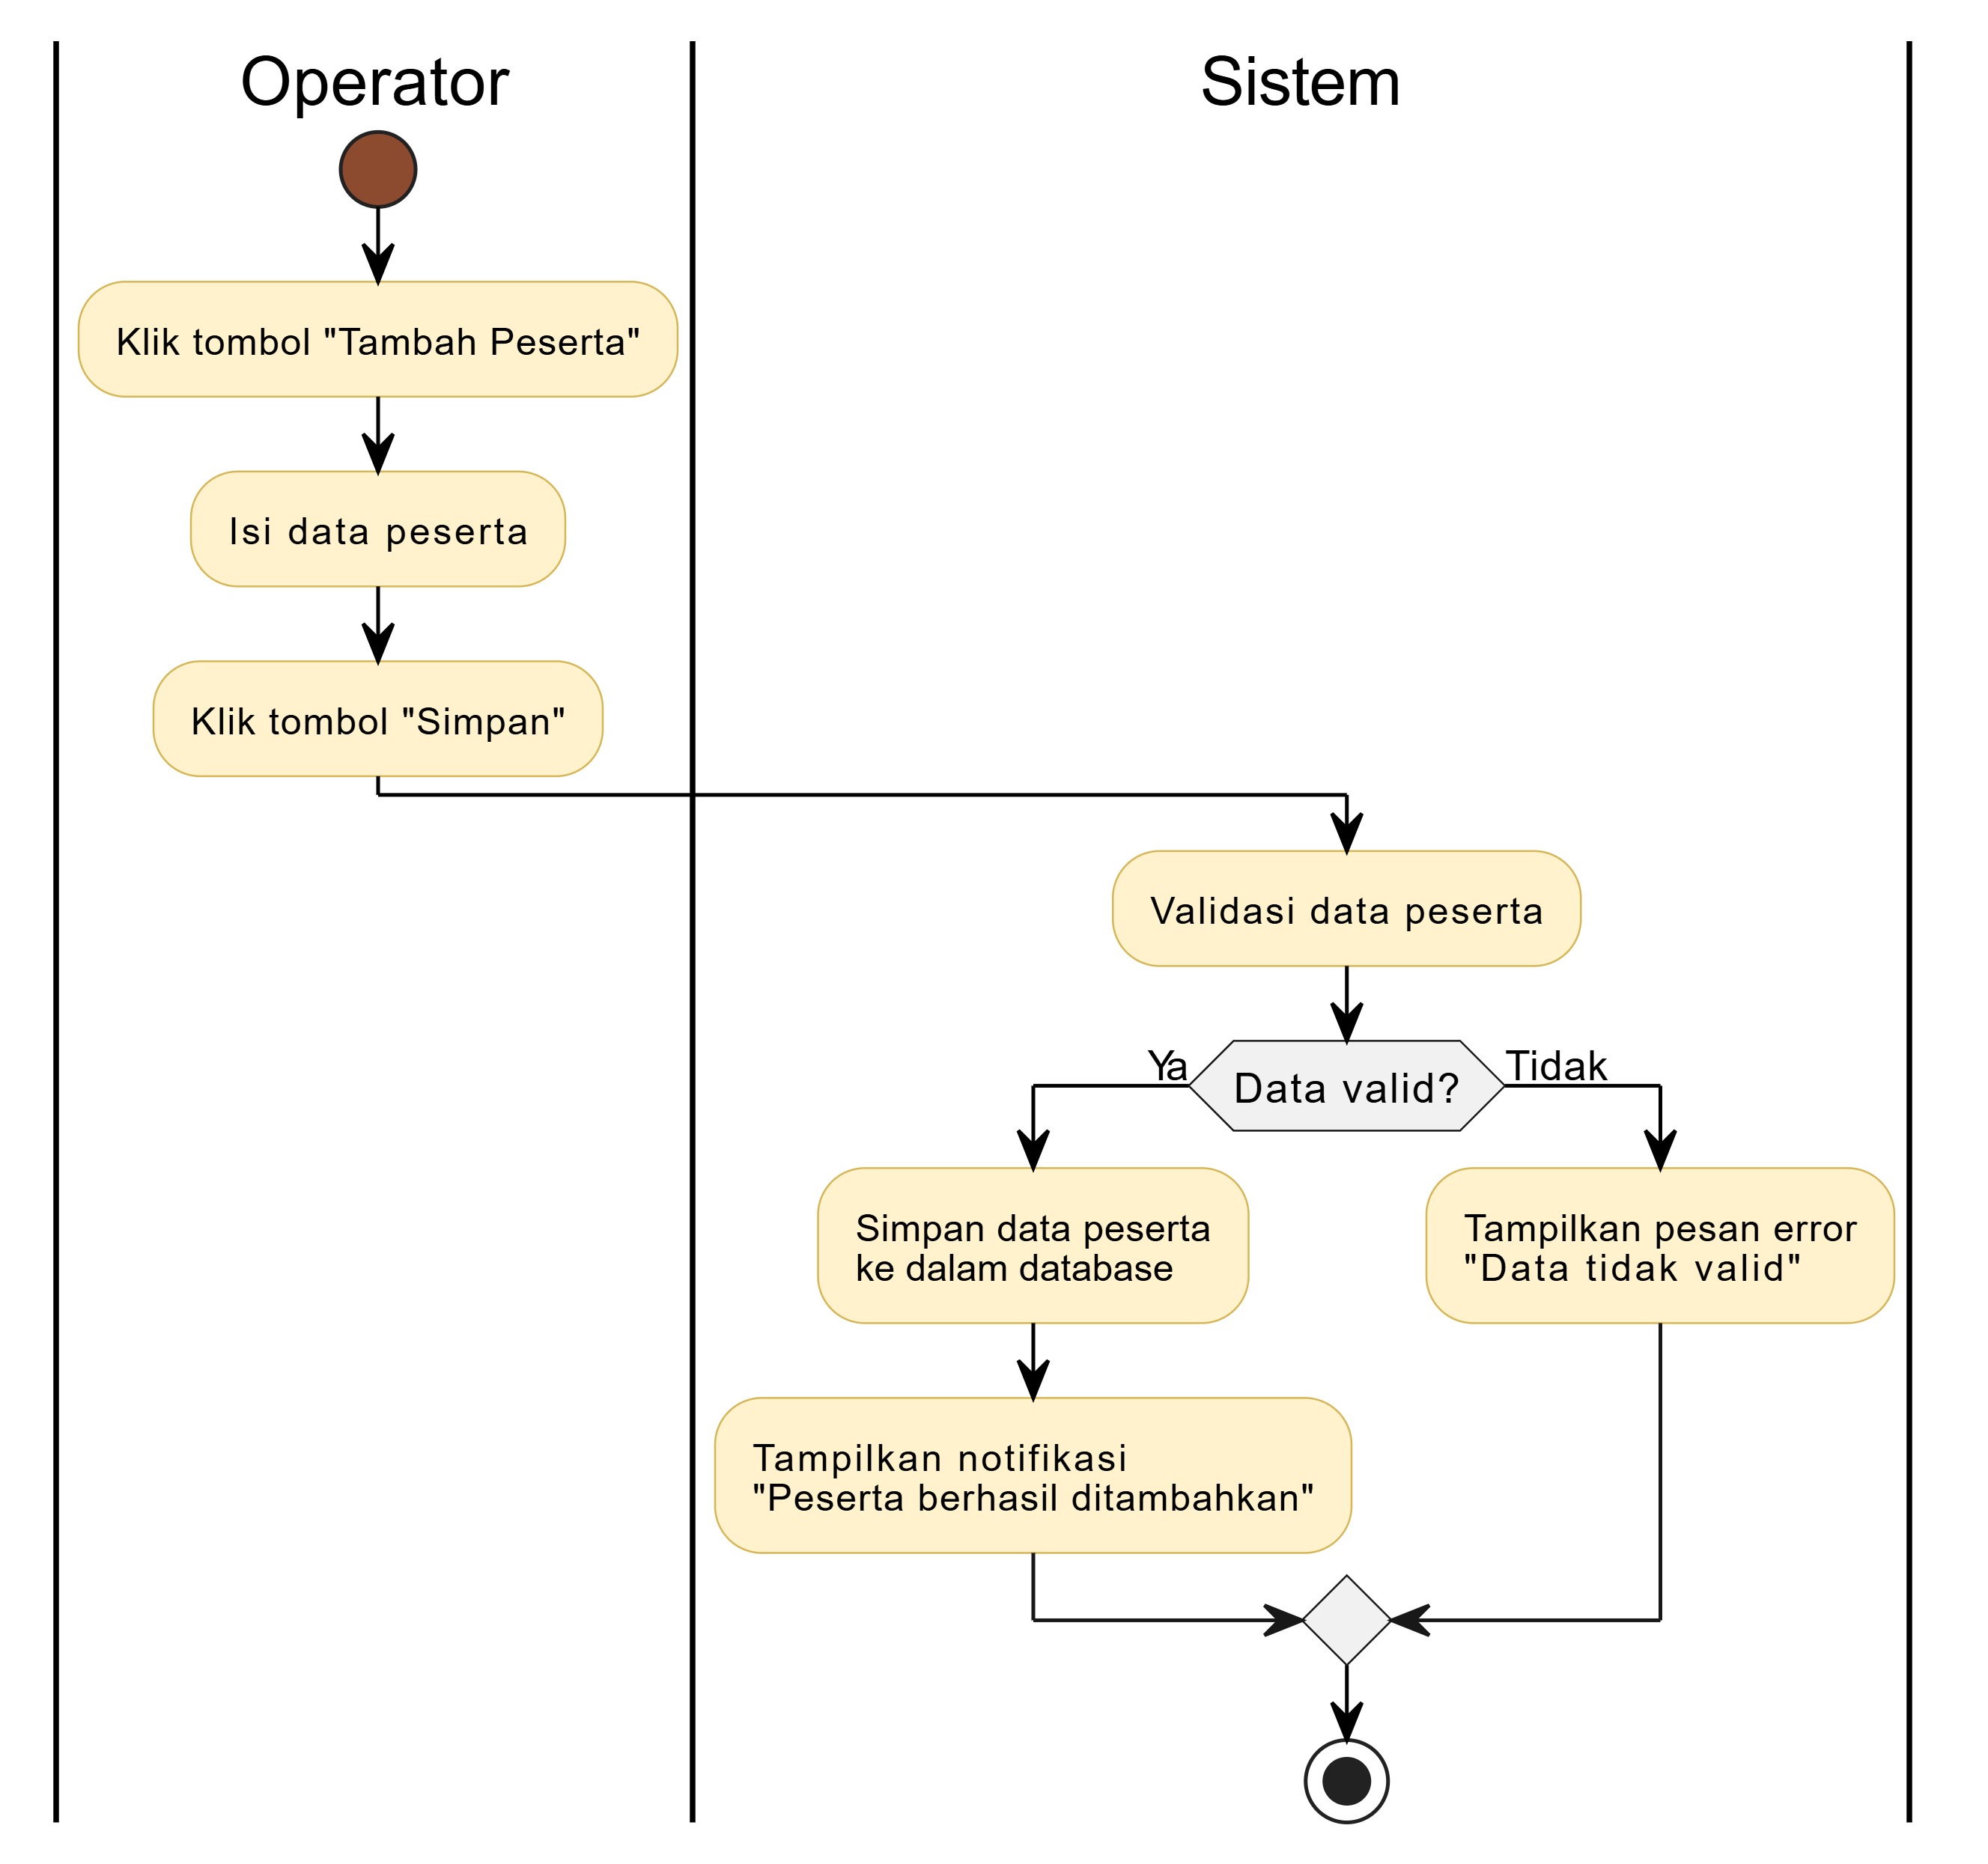 Operator
Sistem
Klik tombol "Tambah Peserta"
Isi data peserta
Klik tombol "Simpan"
Validasi data peserta
Ya
Data valid?
Tidak
Simpan data peserta
ke dalam database
Tampilkan pesan error
"Data tidak valid"
Tampilkan notifikasi
"Peserta berhasil ditambahkan"